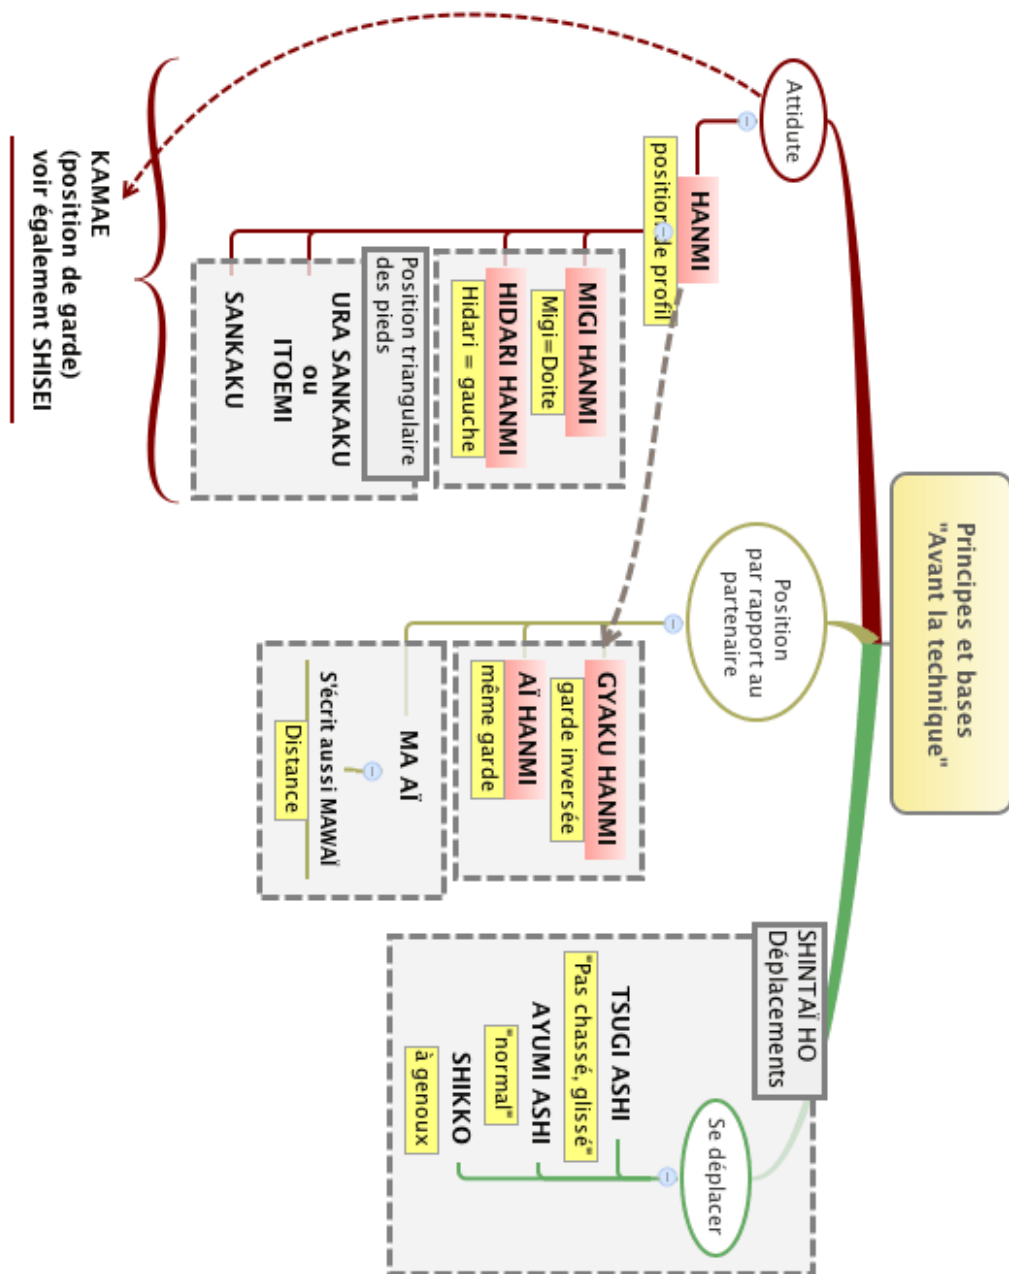 Principes et bases
"Avant la technique"
Attidute
HANMI
position de profil
MIGI HANMI
Migi=Doite
HIDARI HANMI
Hidari = gauche
Position triangulaire
des pieds
URA SANKAKU
ou
ITOEMI
SANKAKU
KAMAE
(position de garde)
voir également SHISEI
Position
par rapport au
partenaire
GYAKU HANMI
garde inversée
AÏ HANMI
même garde
MA AÏ
S'écrit aussi MAWAÏ
Distance
SHINTAÏ HO
Déplacements
Se déplacer
TSUGI ASHI
"Pas chassé, glissé"
AYUMI ASHI
"normal"
SHIKKO
à genoux